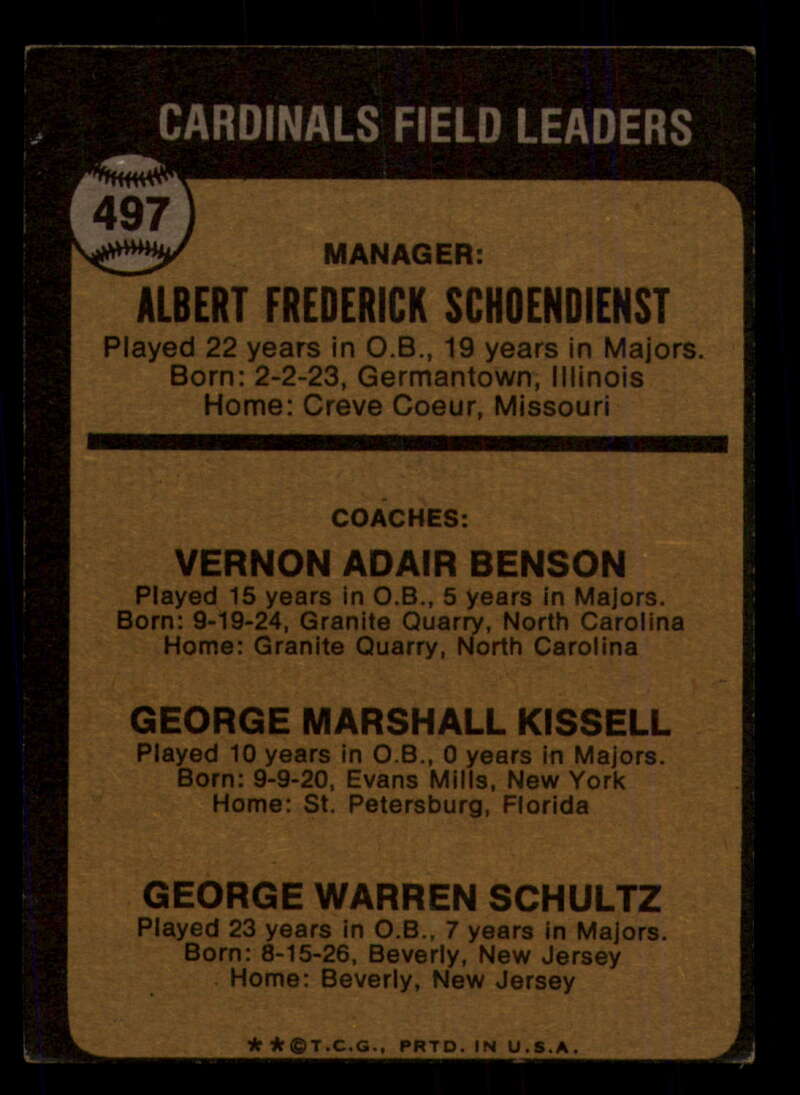 CARDINALS FIELD LEADERS
497
MANAGER:
ALBERT FREDERICK SCHOENDIENST
Played 22 years in O.B., 19 years in Majors.
Born: 2-2-23, Germantown, Illinois
Home: Creve Coeur, Missouri
COACHES:
VERNON ADAIR BENSON
Played 15 years in O.B., 5 years in Majors.
Born: 9-19-24, Granite Quarry, North Carolina
Home: Granite Quarry, North Carolina
GEORGE MARSHALL KISSELL
Played 10 years in O.B., 0 years in Majors.
Born: 9-9-20, Evans Mills, New York
Home: St. Petersburg, Florida
GEORGE WARREN SCHULTZ
Played 23 years in O.B., 7 years in Majors.
Born: 8-15-26, Beverly, New Jersey
Home: Beverly, New Jersey
**©T.C.G., PRTD. IN U.S.A.